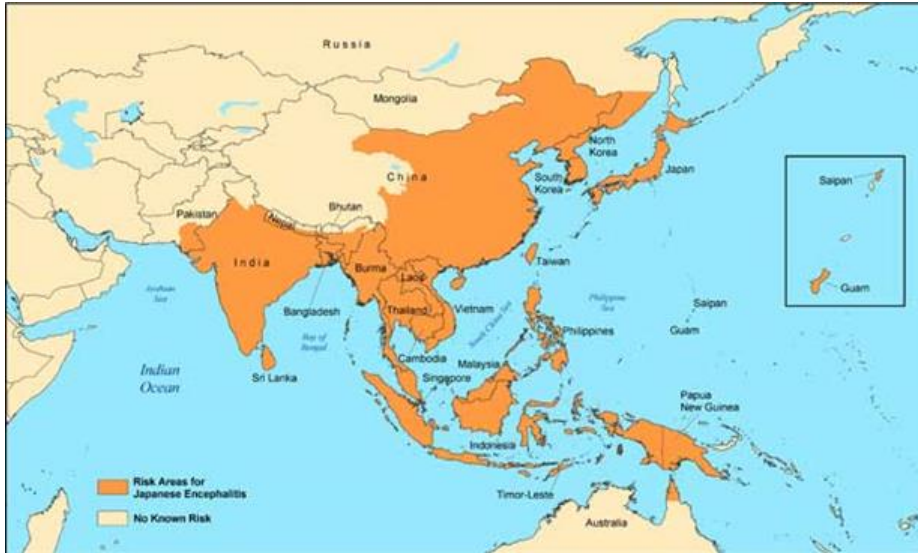 Russia
Mongolia
China
North
Korea
South
Korea
Japan
Saipan
Guam
Pakistan
Nepal
Bhutan
India
Burma
Laos
Taiwan
Arabian
Sea
Bangladesh
Thailand
Vietnam
South China Sea
Philippine
Sea
Saipan
Guam
Bay of
Bengal
Philippines
Cambodia
Malaysia
Singapore
Sri Lanka
Indian
Ocean
Papua
New Guinea
Indonesia
Timor-Leste
Australia
Risk Areas for
Japanese Encephalitis
No Known Risk